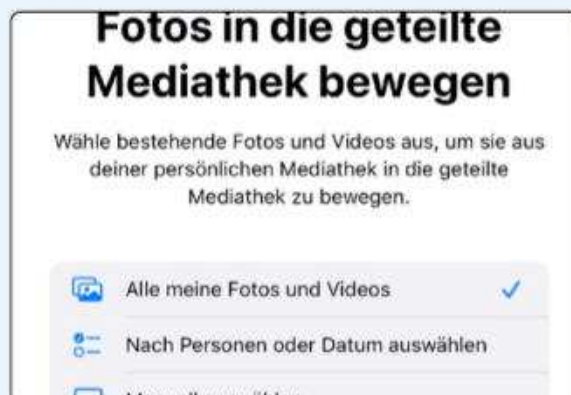 Fotos in die geteilte
Mediathek bewegen
Wähle bestehende Fotos und Videos aus, um sie aus
deiner persönlichen Mediathek in die geteilte
Mediathek zu bewegen.
Alle meine Fotos und Videos
Nach Personen oder Datum auswählen